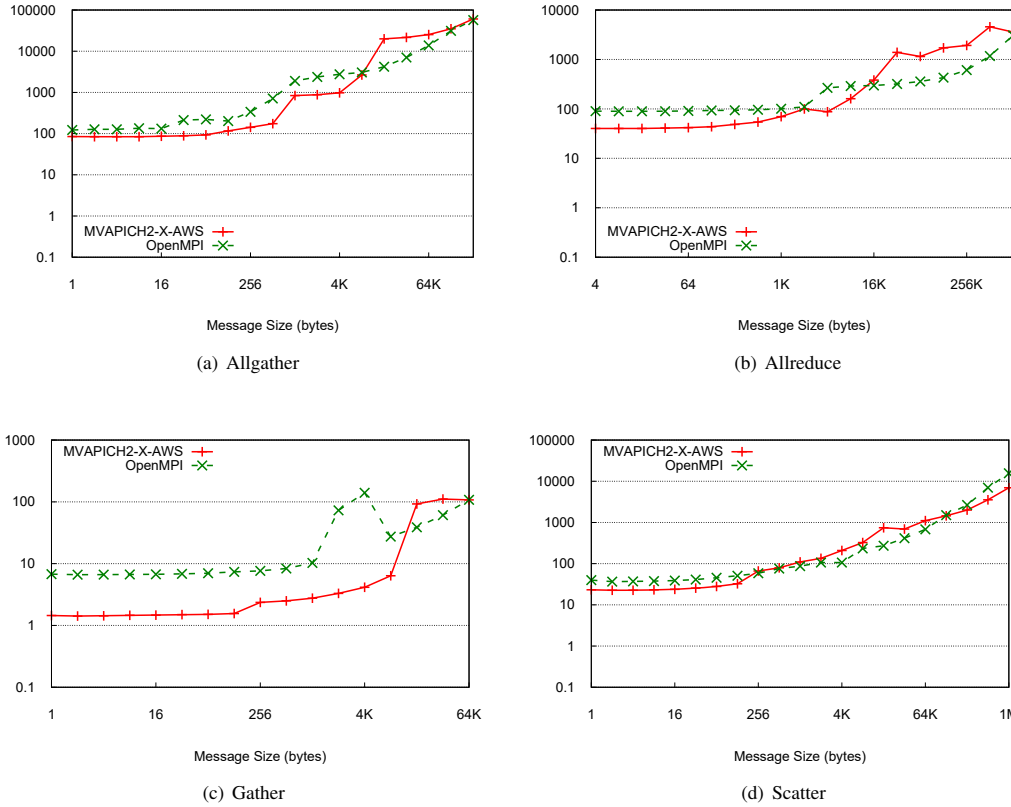 100000
10000
1000
100
10
1
0.1
MVAPICH2-X-AWS
OpenMPI
1 16 256 4K 64K
Message Size (bytes)
(a) Allgather
10000
1000
100
10
1
0.1
MVAPICH2-X-AWS
OpenMPI
4 64 1K 16K 256K
Message Size (bytes)
(b) Allreduce
1000
MVAPICH2-X-AWS
OpenMPI
100
10
1
0.1
1 16 256 4K 64K
Message Size (bytes)
(c) Gather
100000
MVAPICH2-X-AWS
OpenMPI
10000
1000
100
10
1
0.1
1 16 256 4K 64K 1M
Message Size (bytes)
(d) Scatter